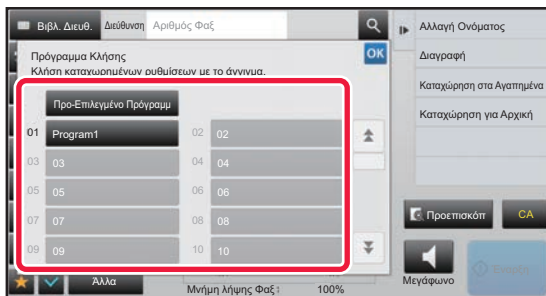 Βιβλ. Διευθ. Διεύθυνση Αριθμός Φαξ
Πρόγραμμα Κλήσης OK
Κλήση καταχωρημένων ρυθμίσεων με το άγγιγμα.
Προ-Επιλεγμένο Πρόγραμμ
01 Program1 02 02
03 03 04 04
05 05 06 06
07 07 08 08
09 09 10 10
Άλλα
Μνήμη λήψης Φαξ: 100%
Αλλαγή Ονόματος
Διαγραφή
Καταχώρηση στα Αγαπημένα
Καταχώρηση για Αρχική
Προεπισκόπ CA
Μεγάφωνο
Έναρξη